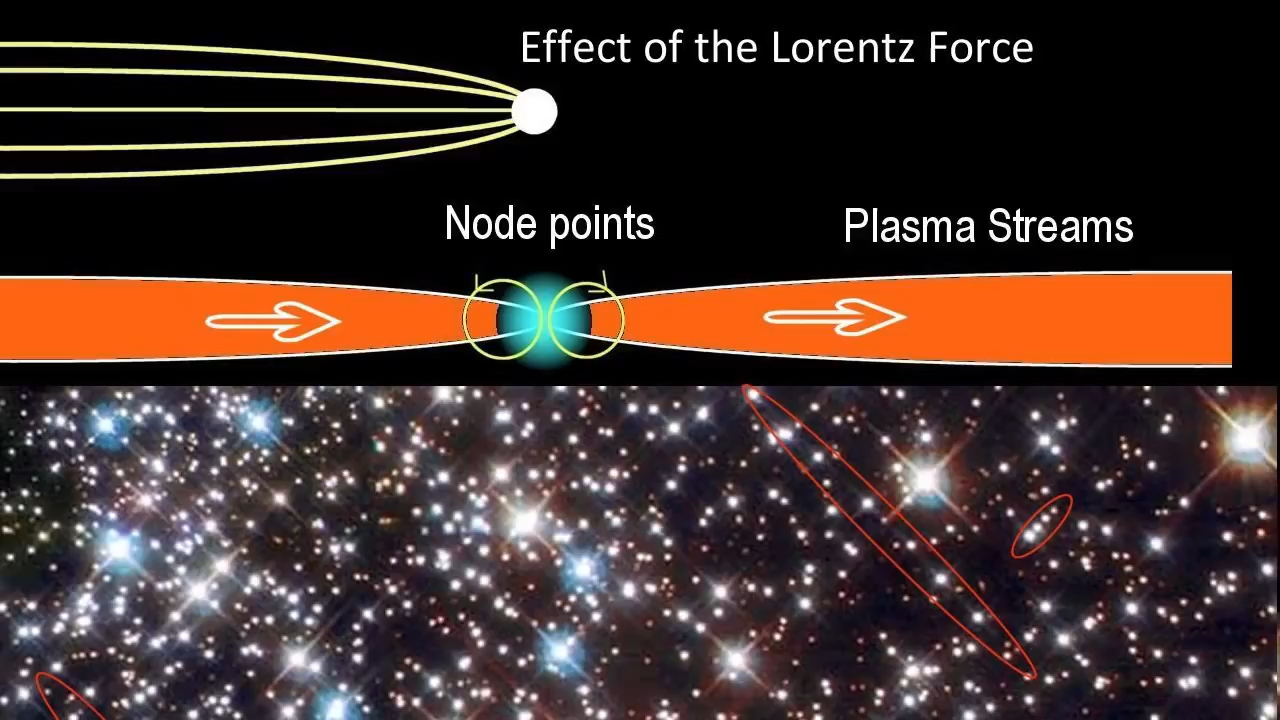 Effect of the Lorentz Force
Node points
Plasma Streams